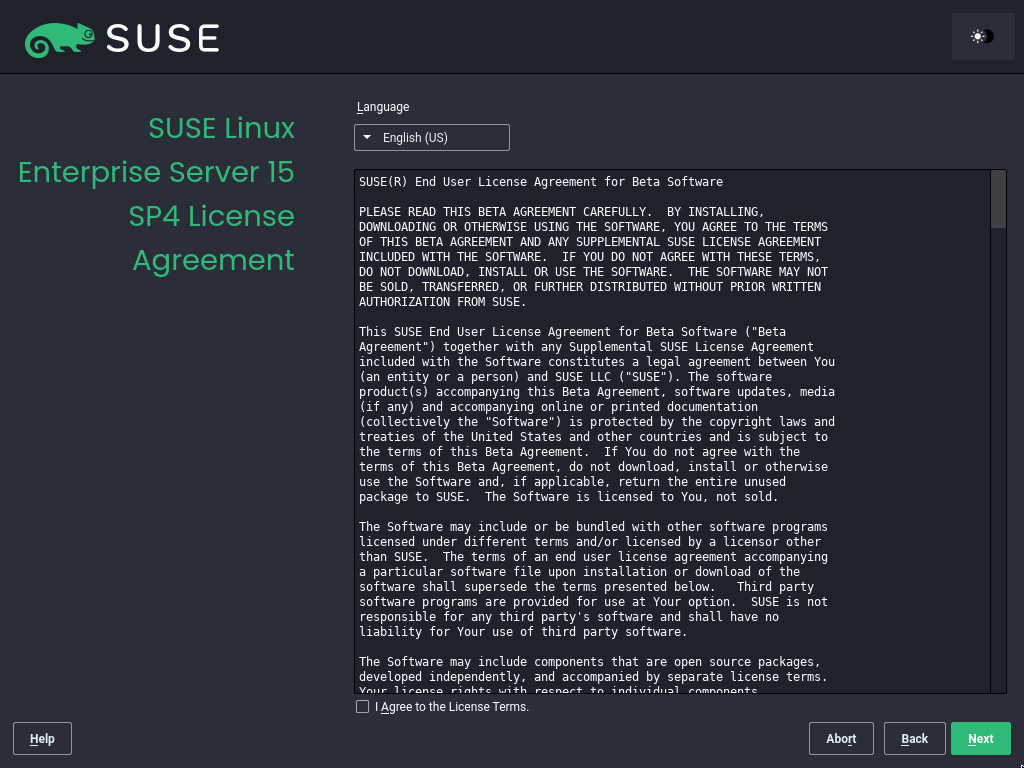 SUSE
Language
English (US)
SUSE Linux
Enterprise Server 15
SP4 License
Agreement
SUSE(R) End User License Agreement for Beta Software
PLEASE READ THIS BETA AGREEMENT CAREFULLY.  BY INSTALLING,
DOWNLOADING OR OTHERWISE USING THE SOFTWARE, YOU AGREE TO THE TERMS
OF THIS BETA AGREEMENT AND ANY SUPPLEMENTAL SUSE LICENSE AGREEMENT
INCLUDED WITH THE SOFTWARE.  IF YOU DO NOT AGREE WITH THESE TERMS,
DO NOT DOWNLOAD, INSTALL OR USE THE SOFTWARE.  THE SOFTWARE MAY NOT
BE SOLD, TRANSFERRED, OR FURTHER DISTRIBUTED WITHOUT PRIOR WRITTEN
AUTHORIZATION FROM SUSE.
This SUSE End User License Agreement for Beta Software ("Beta
Agreement") together with any Supplemental SUSE License Agreement
included with the Software constitutes a legal agreement between You
(an entity or a person) and SUSE LLC ("SUSE"). The software
product(s) accompanying this Beta Agreement, software updates, media
(if any) and accompanying online or printed documentation
(collectively the "Software") is protected by the copyright laws and
treaties of the United States and other countries and is subject to
the terms of this Beta Agreement.  If You do not agree with the
terms of this Beta Agreement, do not download, install or otherwise
use the Software and, if applicable, return the entire unused
package to SUSE.  The Software is licensed to You, not sold.
The Software may include or be bundled with other software programs
licensed under different terms and/or licensed by a licensor other
than SUSE.  The terms of an end user license agreement accompanying
a particular software file upon installation or download of the
software shall supersede the terms presented below.   Third party
software programs are provided for use at Your option.  SUSE is not
responsible for any third party's software and shall have no
liability for Your use of third party software.
The Software may include components that are open source packages,
developed independently, and accompanied by separate license terms.
Your license rights with respect to individual components
I Agree to the License Terms.
Help
Abort
Back
Next